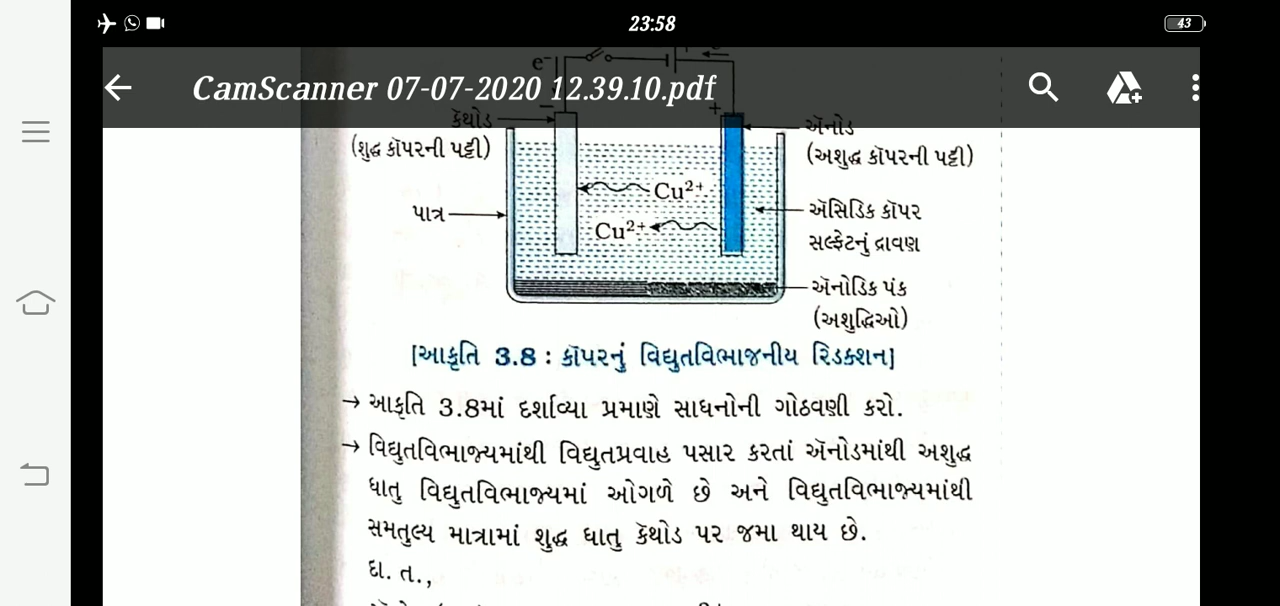 23:58
43
CamScanner 07-07-2020 12.39.10.pdf
e⁻
−
+
કૅથોડ
(શુદ્ધ કૉપરની પટ્ટી)
ઍનોડ
(અશુદ્ધ કૉપરની પટ્ટી)
Cu²⁺
પાત્ર
Cu²⁺
ઍસિડિક કૉપર
સલ્ફેટનું દ્રાવણ
ઍનોડિક પંક
(અશુદ્ધિઓ)
[આકૃતિ 3.8 : કૉપરનું વિદ્યુતવિભાજનીય રિડક્શન]
→ આકૃતિ 3.8માં દર્શાવ્યા પ્રમાણે સાધનોની ગોઠવણી કરો.
→ વિદ્યુતવિભાજ્યમાંથી વિદ્યુતપ્રવાહ પસાર કરતાં ઍનોડમાંથી અશુદ્ધ
ધાતુ વિદ્યુતવિભાજ્યમાં ઓગળે છે અને વિદ્યુતવિભાજ્યમાંથી
સમતુલ્ય માત્રામાં શુદ્ધ ધાતુ કૅથોડ પર જમા થાય છે.
દા. ત.,